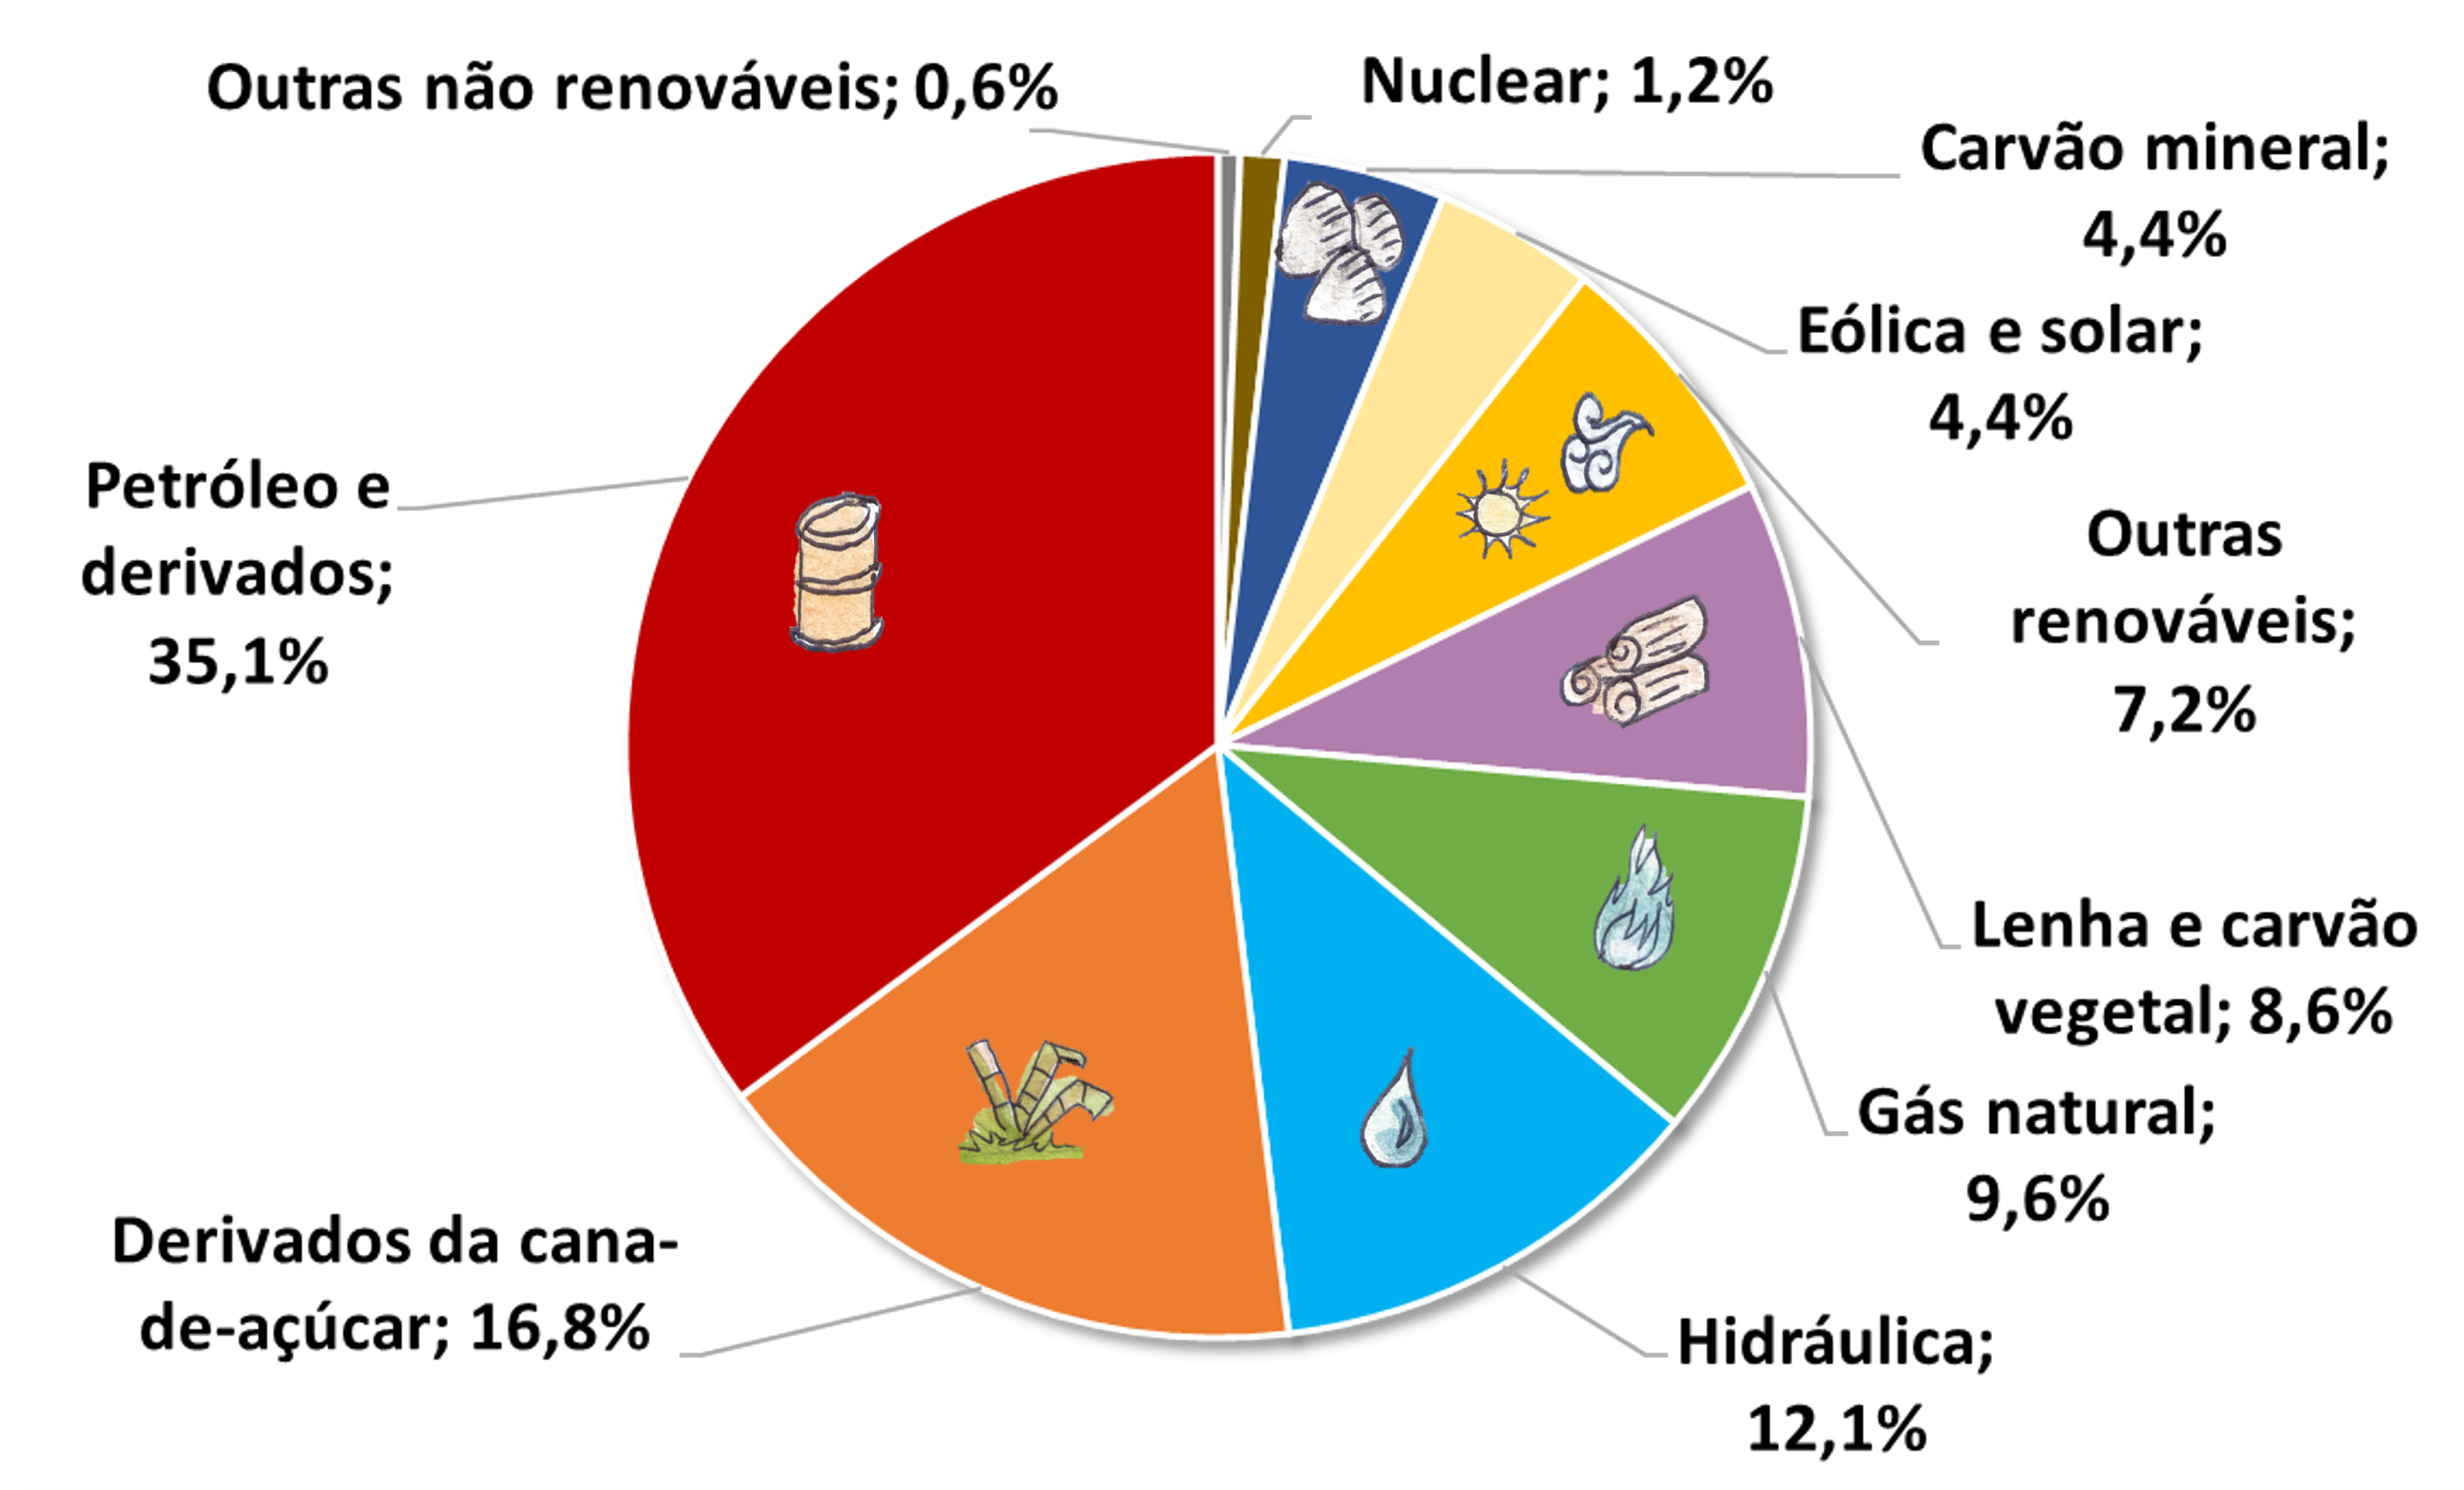 Outras não renováveis; 0,6%
Nuclear; 1,2%
Carvão mineral;
4,4%
Eólica e solar;
4,4%
Outras
renováveis;
7,2%
Lenha e carvão
vegetal; 8,6%
Gás natural;
9,6%
Hidráulica;
12,1%
Derivados da cana-
de-açúcar; 16,8%
Petróleo e
derivados;
35,1%